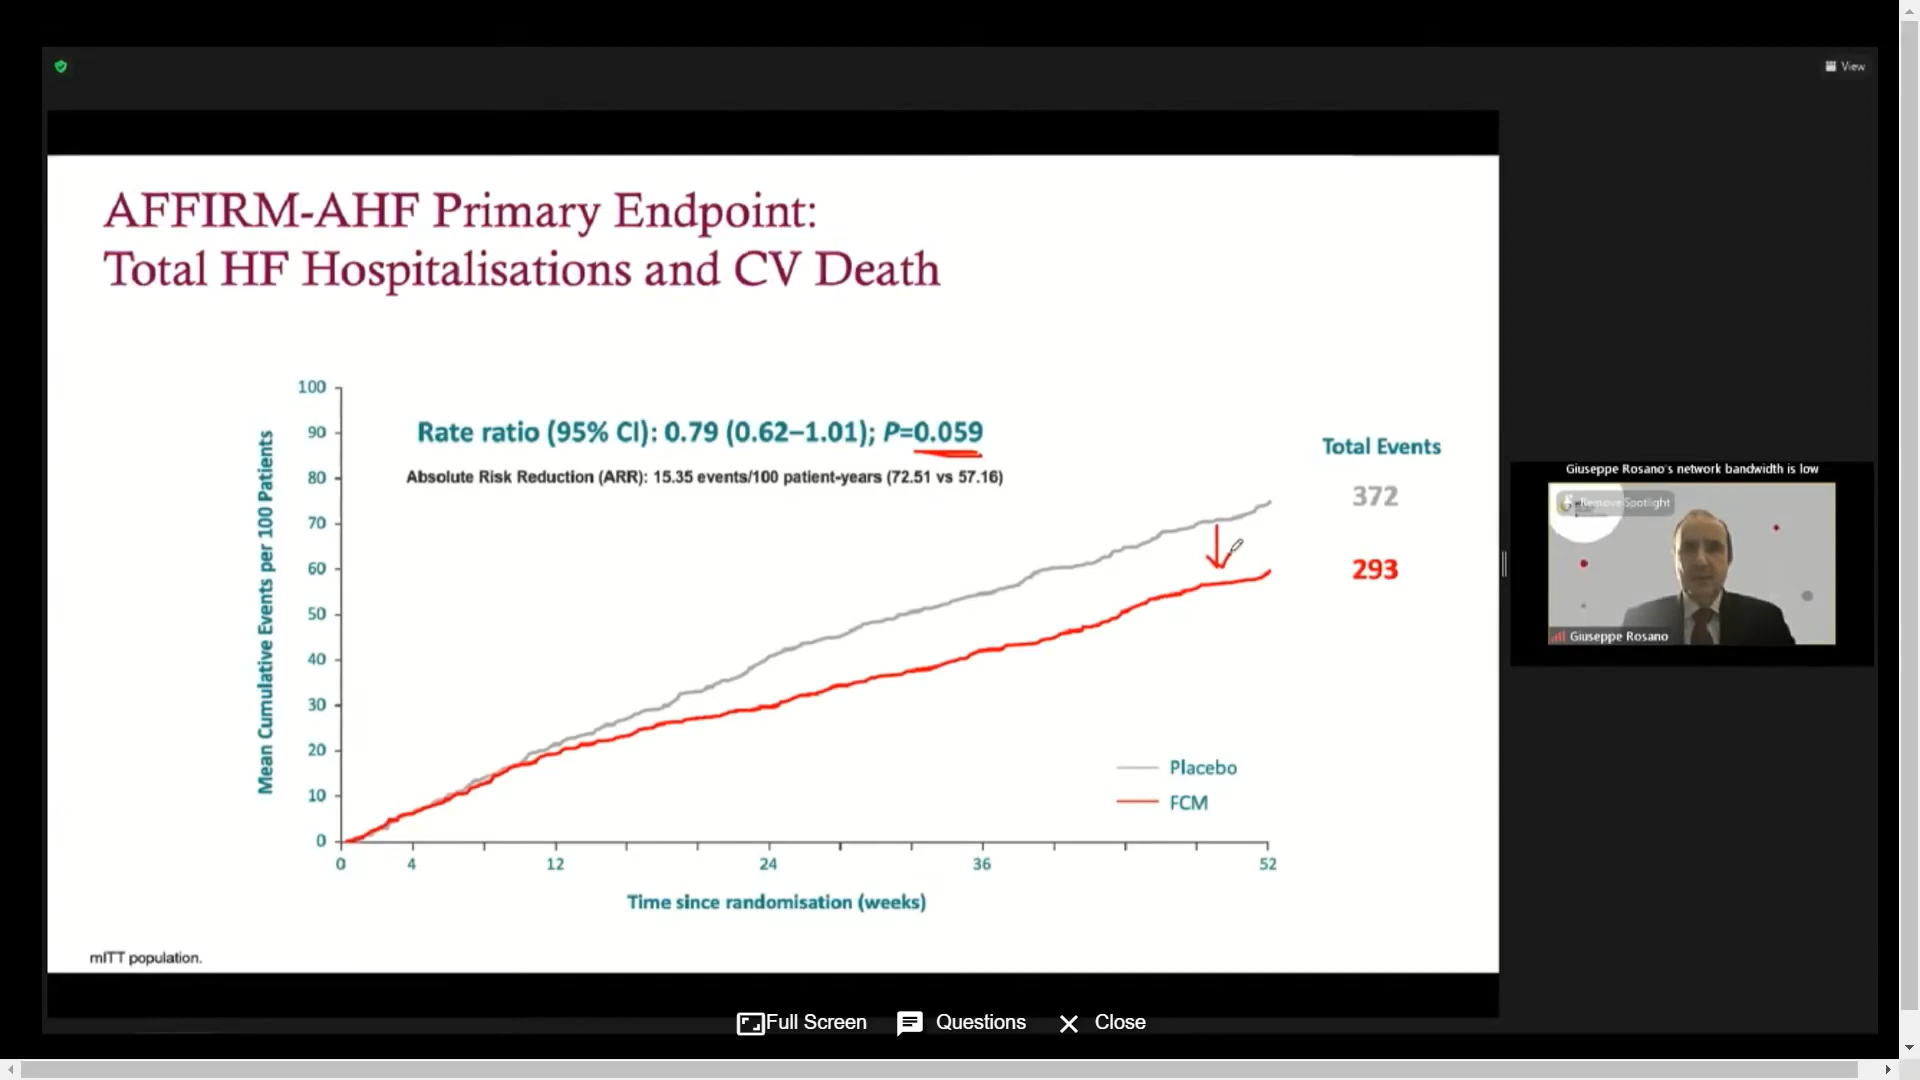 View
AFFIRM-AHF Primary Endpoint:
Total HF Hospitalisations and CV Death
Mean Cumulative Events per 100 Patients
100
90
80
70
60
50
40
30
20
10
0
Rate ratio (95% CI): 0.79 (0.62–1.01); P=0.059
Absolute Risk Reduction (ARR): 15.35 events/100 patient-years (72.51 vs 57.16)
Total Events
372
293
Placebo
FCM
0 4 12 24 36 52
Time since randomisation (weeks)
mITT population.
Giuseppe Rosano's network bandwidth is low
Remove Spotlight
Giuseppe Rosano
Full Screen Questions Close